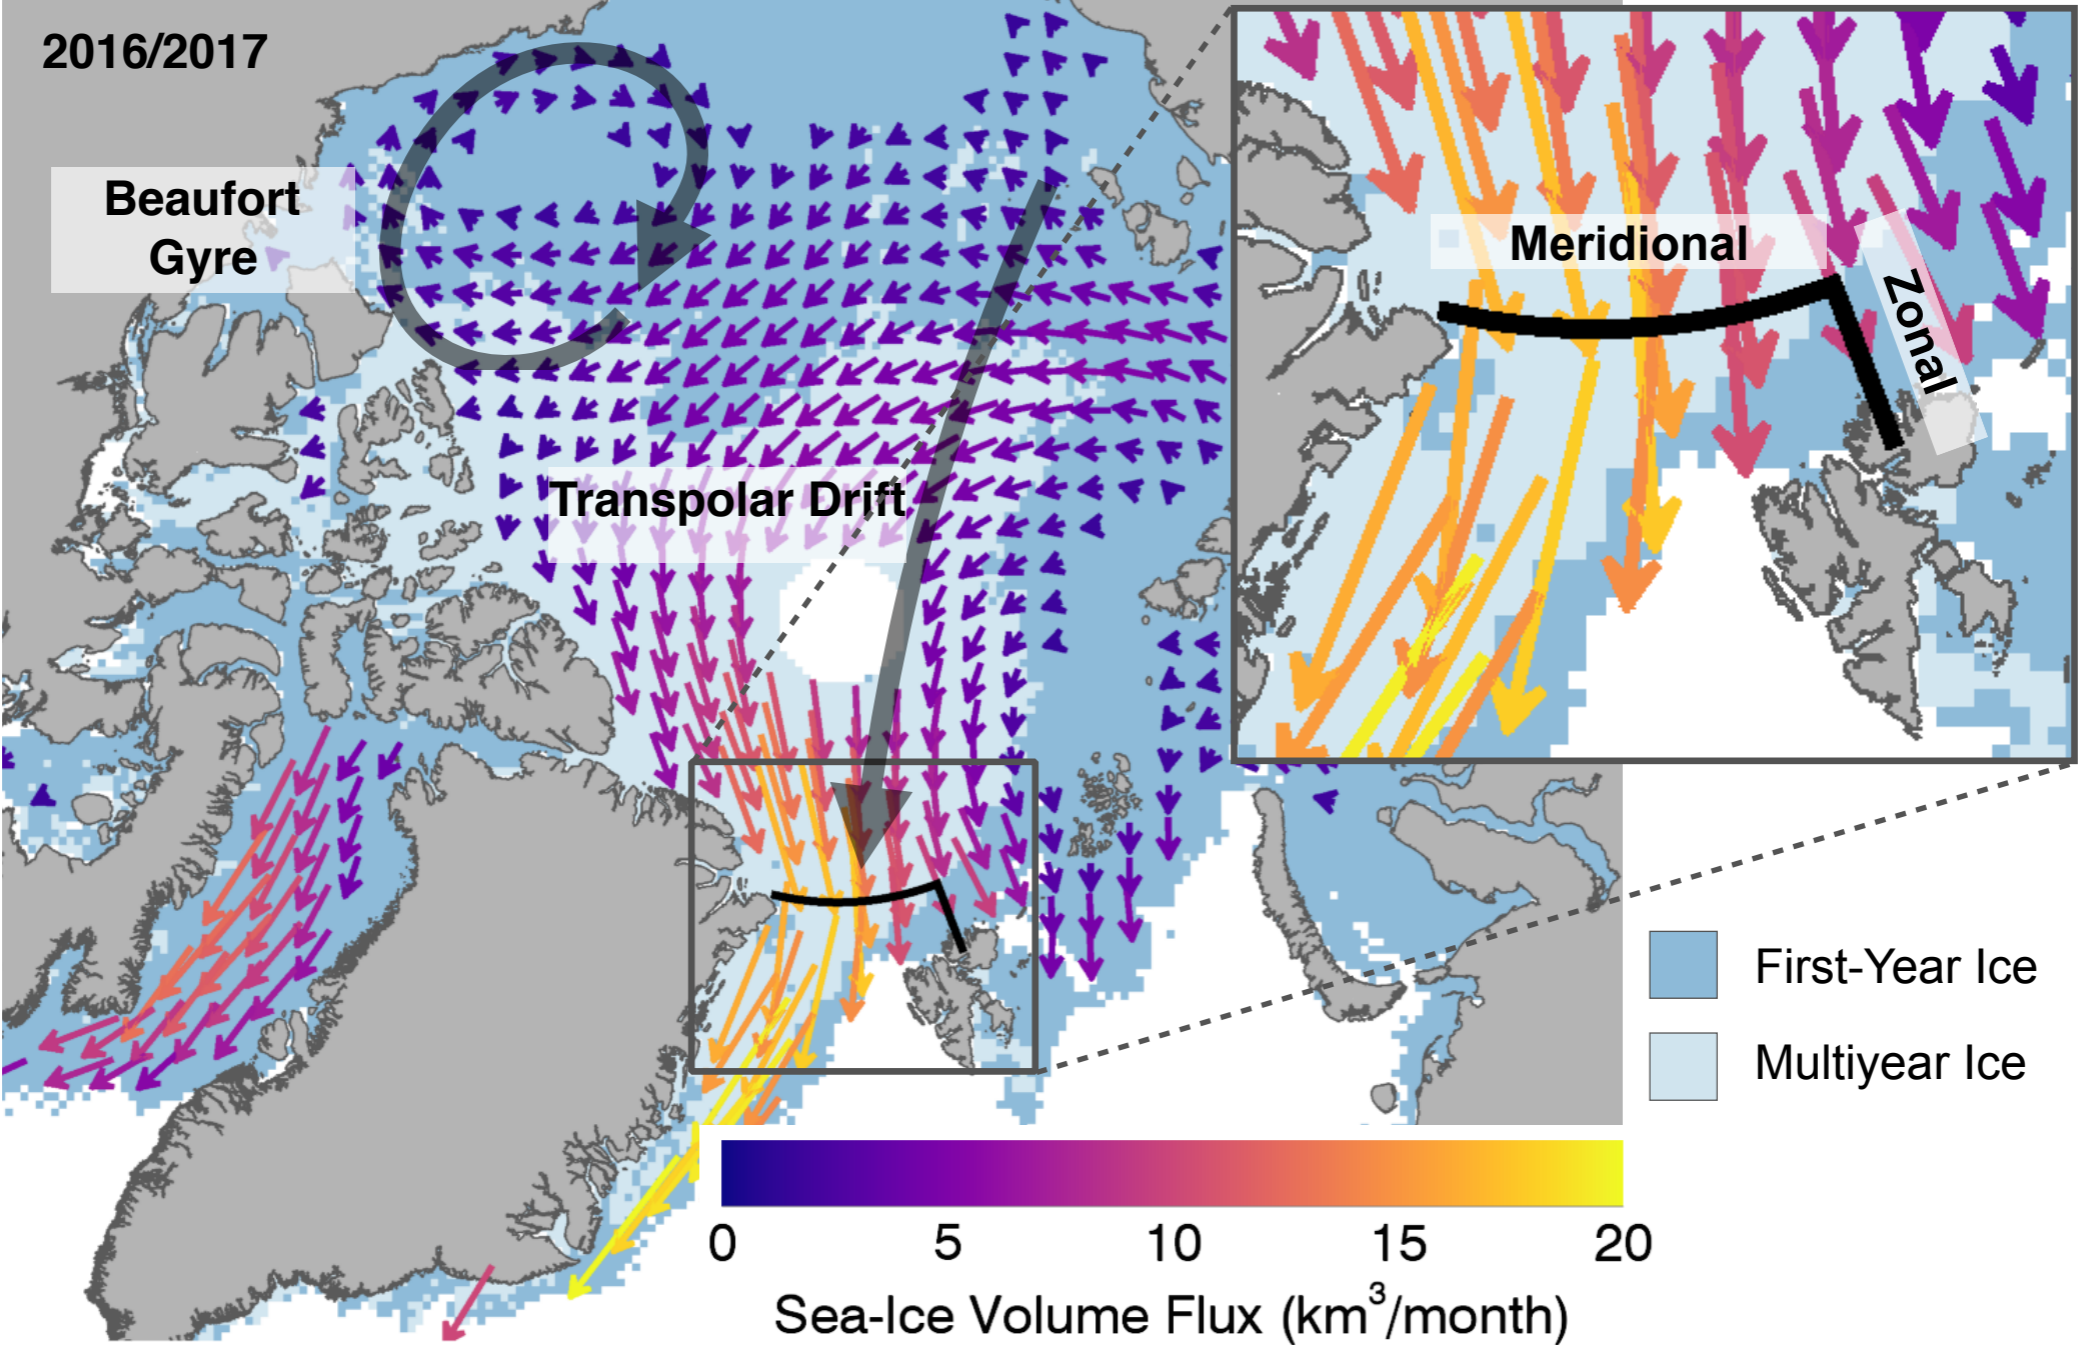 2016/2017
Beaufort
Gyre
Transpolar Drift
Meridional
Zonal
First-Year Ice
Multiyear Ice
0 5 10 15 20
Sea-Ice Volume Flux (km³/month)